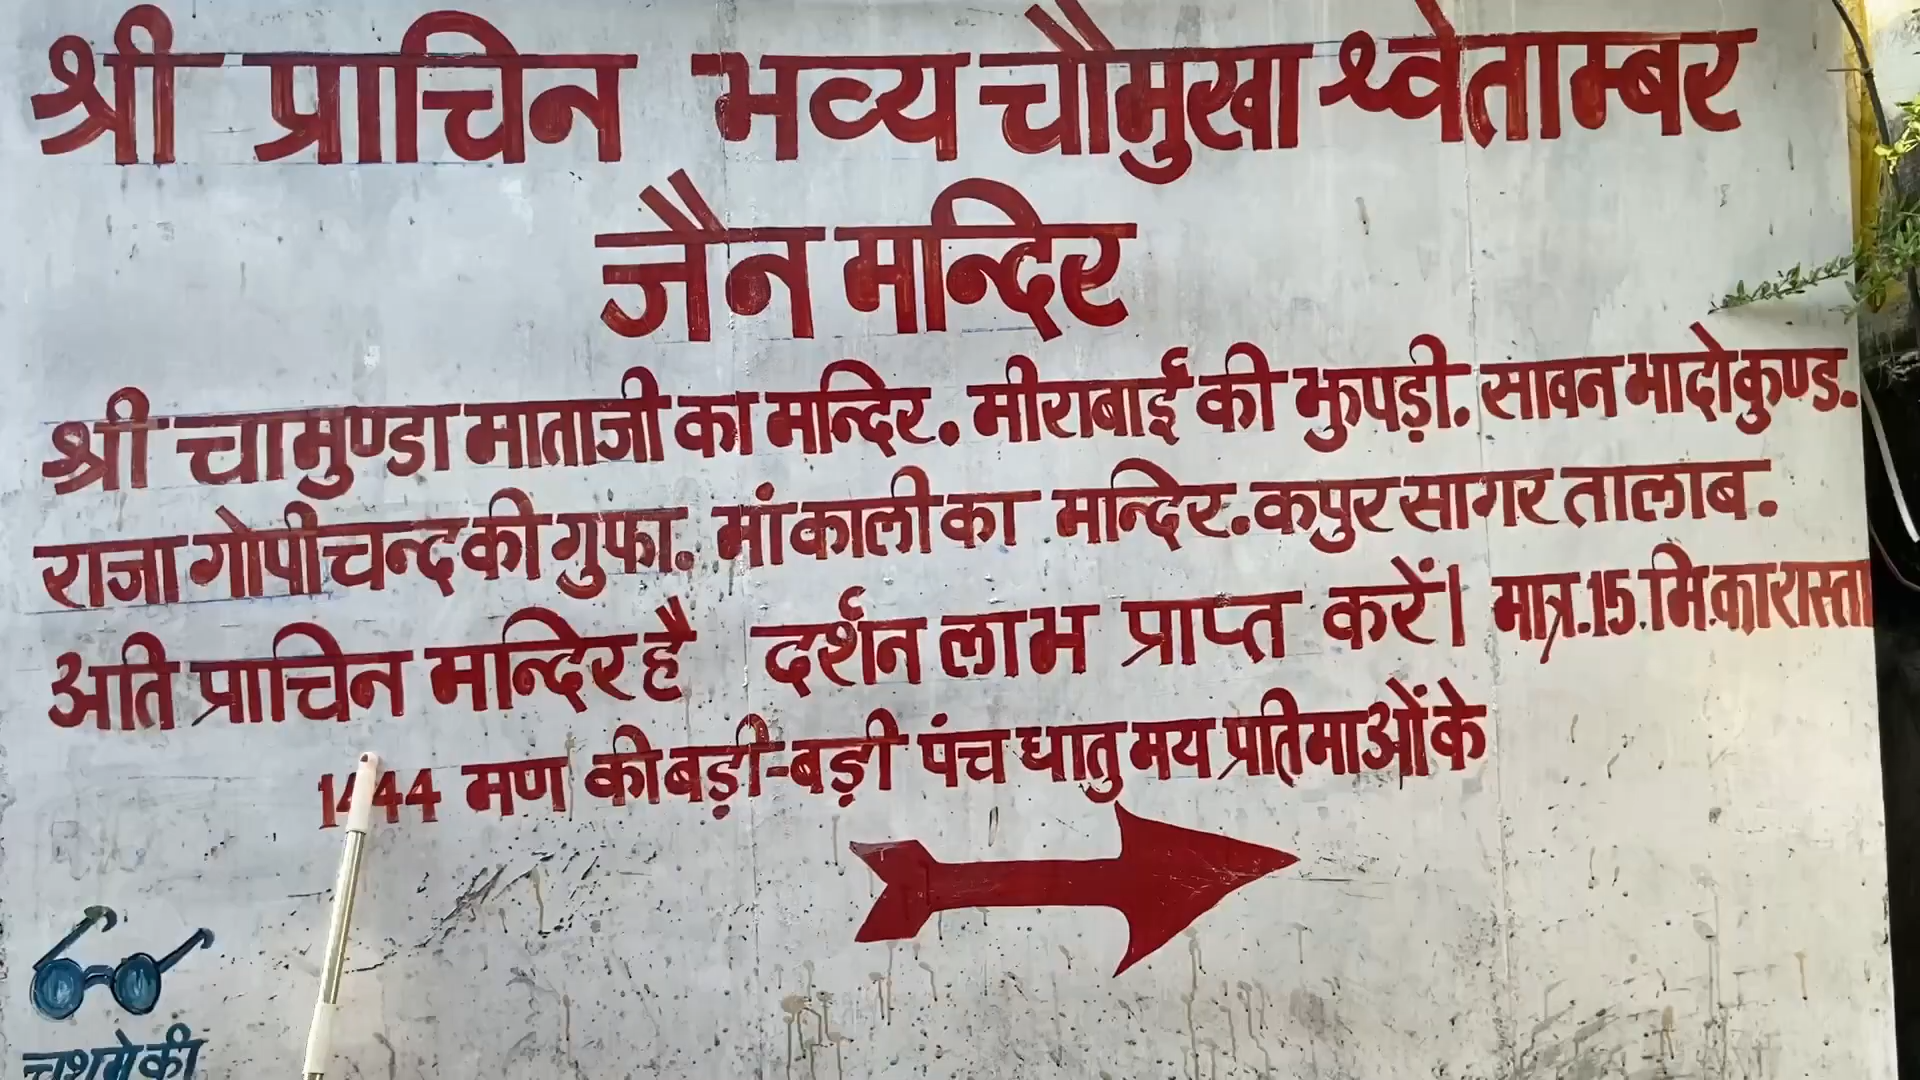 श्री प्राचिन भव्य चौमुखा श्वेताम्बर
जैन मन्दिर
श्री चामुण्डा माताजी का मन्दिर. मीराबाई की झुपड़ी. सावन भादो कुण्ड.
राजा गोपीचन्द की गुफा. मां काली का मन्दिर. कपुर सागर तालाब.
अति प्राचिन मन्दिर है दर्शन लाभ प्राप्त करें। मात्र.15.मि.का रास्ता
1444 मण की बड़ी-बड़ी पंच धातु मय प्रतिमाओं के
चशमे की